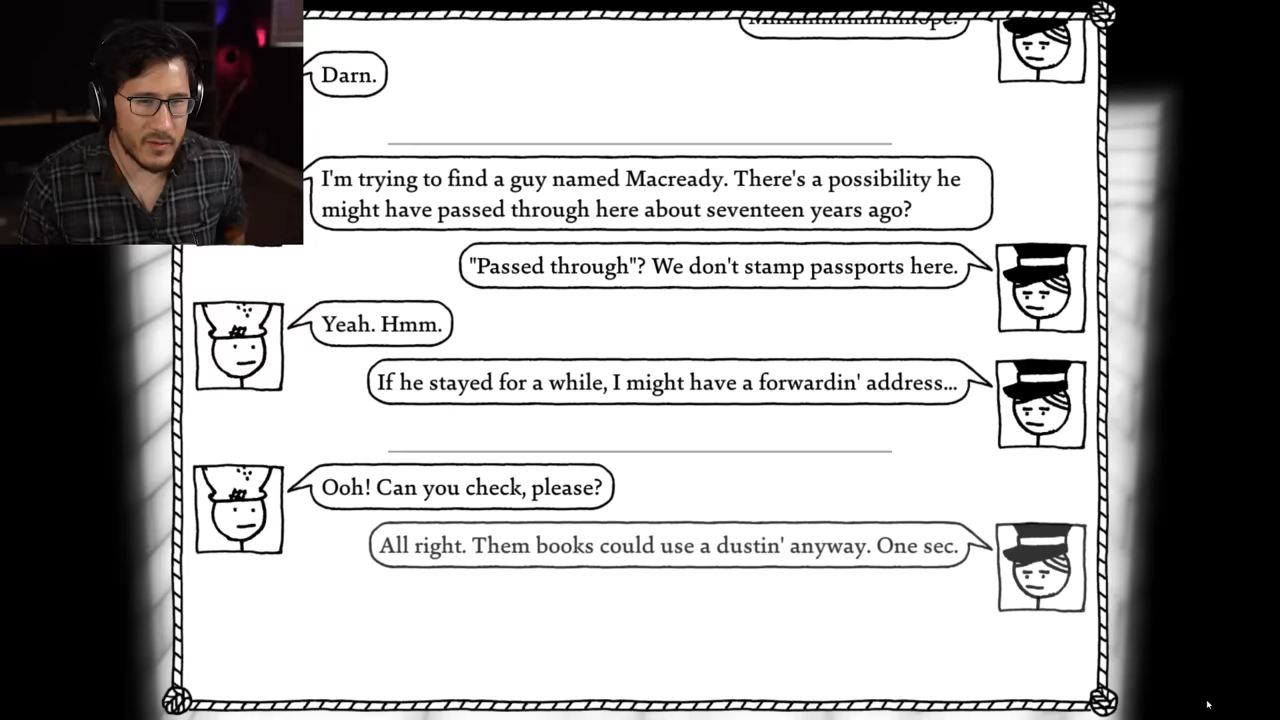 Darn.
I'm trying to find a guy named Macready. There's a possibility he
might have passed through here about seventeen years ago?
"Passed through"? We don't stamp passports here.
Yeah. Hmm.
If he stayed for a while, I might have a forwardin' address...
Ooh! Can you check, please?
All right. Them books could use a dustin' anyway. One sec.